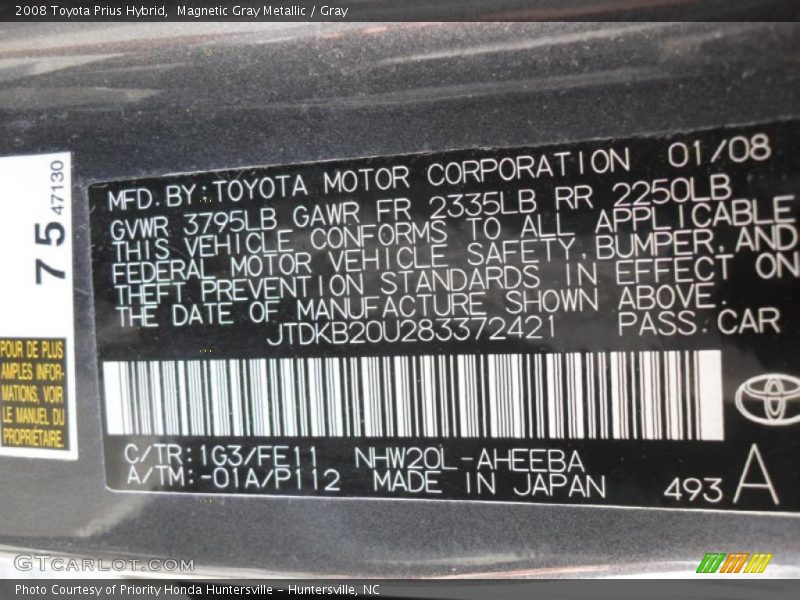 2008 Toyota Prius Hybrid, Magnetic Gray Metallic / Gray
75 47130
POUR DE PLUS
AMPLES INFOR-
MATIONS, VOIR
LE MANUEL DU
PROPRIÉTAIRE.
MFD. BY: TOYOTA MOTOR CORPORATION 01/08
GVWR 3795LB GAWR FR 2335LB RR 2250LB
THIS VEHICLE CONFORMS TO ALL APPLICABLE
FEDERAL MOTOR VEHICLE SAFETY, BUMPER, AND
THEFT PREVENTION STANDARDS IN EFFECT ON
THE DATE OF MANUFACTURE SHOWN ABOVE.
JTDKB20U283372421 PASS. CAR
C/TR: 1G3/FE11 NHW20L-AHEEBA
A/TM: -01A/P112 MADE IN JAPAN
493 A
GTCARLOT.COM
Photo Courtesy of Priority Honda Huntersville - Huntersville, NC